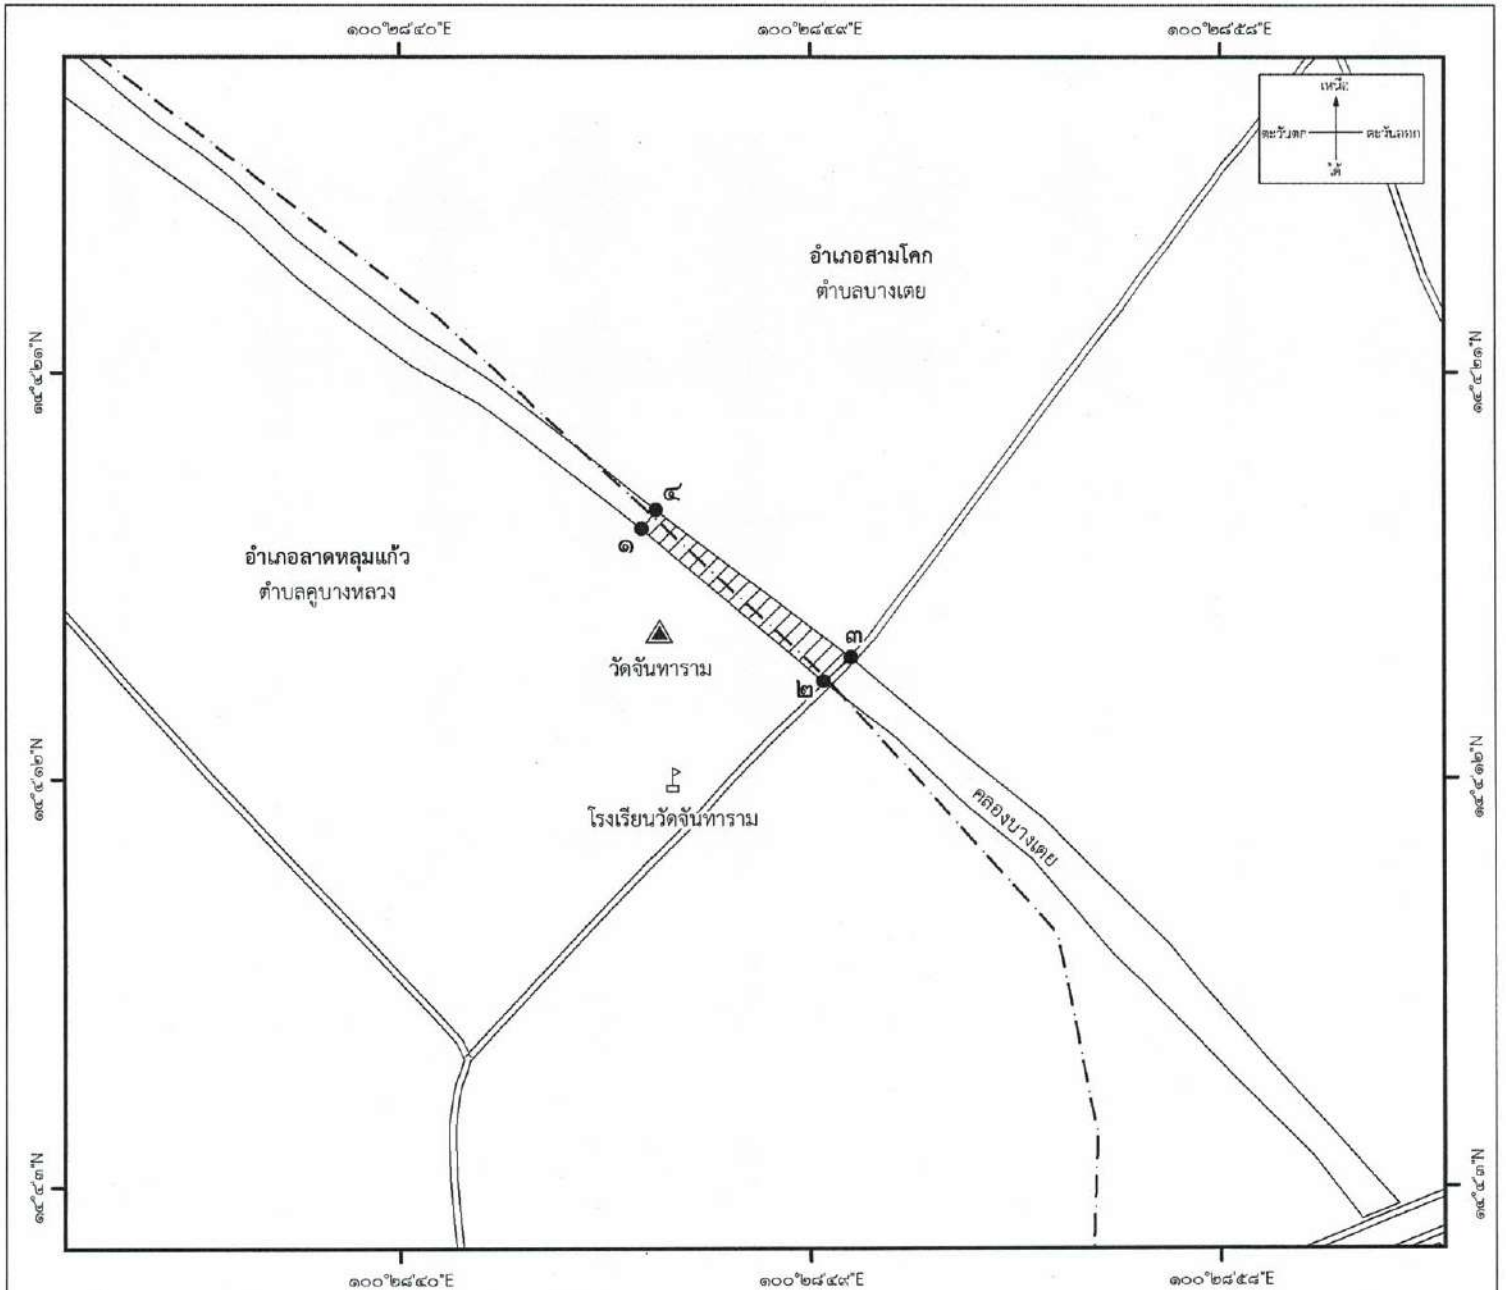 ๑๐๐°๒๘'๔๐"E
๑๐๐°๒๘'๔๙"E
๑๐๐°๒๘'๕๘"E
เหนือ
ตะวันตก
ตะวันออก
ใต้
อำเภอสามโคก
ตำบลบางเตย
๑๔°๔'๒๑"N
๑๔°๔'๒๑"N
๔
๑
อำเภอลาดหลุมแก้ว
ตำบลคูบางหลวง
๓
วัดจันทาราม
๒
๑๔°๔'๑๒"N
๑๔°๔'๑๒"N
โรงเรียนวัดจันทาราม
คลองบางเตย
๑๔°๔'๓"N
๑๔°๔'๓"N
๑๐๐°๒๘'๔๐"E
๑๐๐°๒๘'๔๙"E
๑๐๐°๒๘'๕๘"E